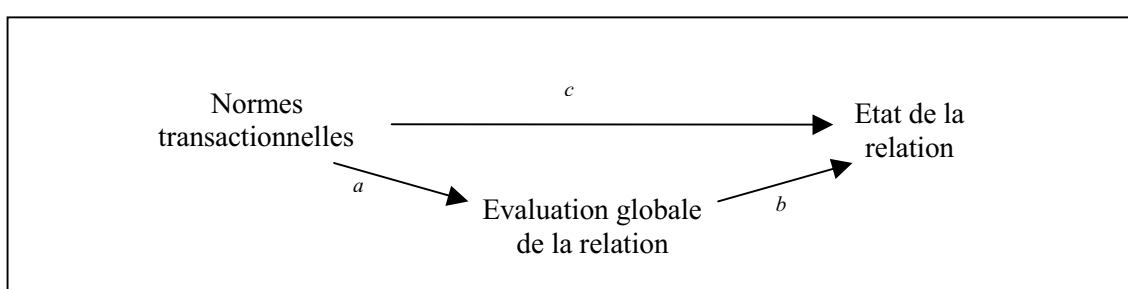 c
Normes
transactionnelles
Etat de la
relation
a
b
Evaluation globale
de la relation